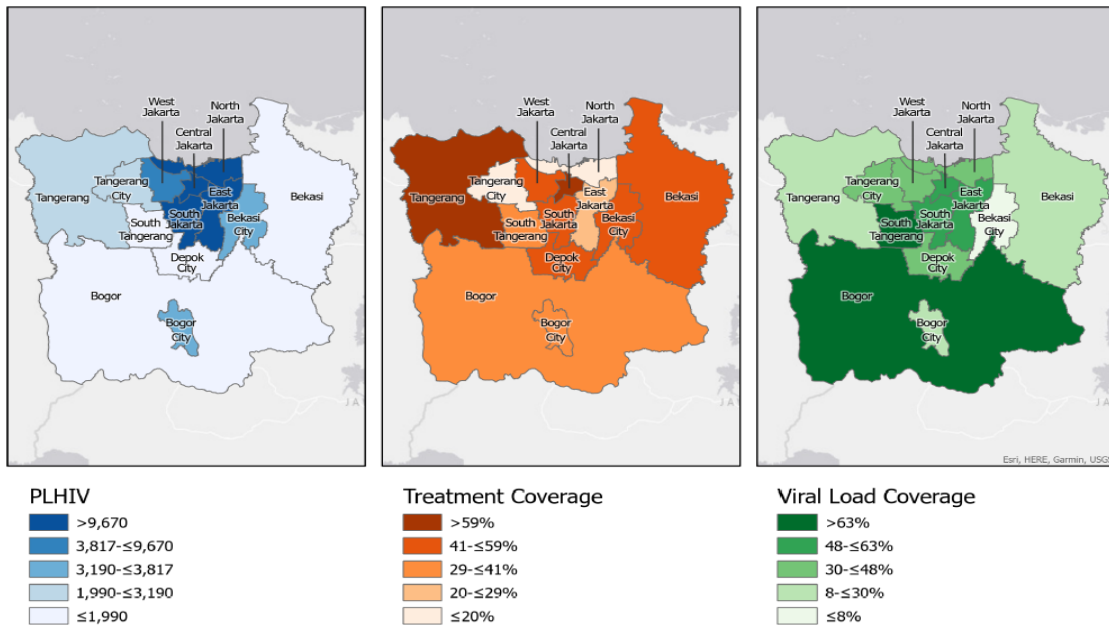 West
Jakarta
North
Jakarta
Central
Jakarta
Tangerang
City
Tangerang
East
Jakarta
Bekasi
South
Jakarta
Bekasi
City
South
Tangerang
Depok
City
Bogor
Bogor
City
JA
West
Jakarta
North
Jakarta
Central
Jakarta
Tangerang
City
Tangerang
East
Jakarta
Bekasi
South
Jakarta
Bekasi
City
South
Tangerang
Depok
City
Bogor
Bogor
City
JA
West
Jakarta
North
Jakarta
Central
Jakarta
Tangerang
City
Tangerang
East
Jakarta
Bekasi
South
Jakarta
Bekasi
City
South
Tangerang
Depok
City
Bogor
Bogor
City
JA
Esri, HERE, Garmin, USGS
PLHIV
>9,670
3,817-≤9,670
3,190-≤3,817
1,990-≤3,190
≤1,990
Treatment Coverage
>59%
41-≤59%
29-≤41%
20-≤29%
≤20%
Viral Load Coverage
>63%
48-≤63%
30-≤48%
8-≤30%
≤8%